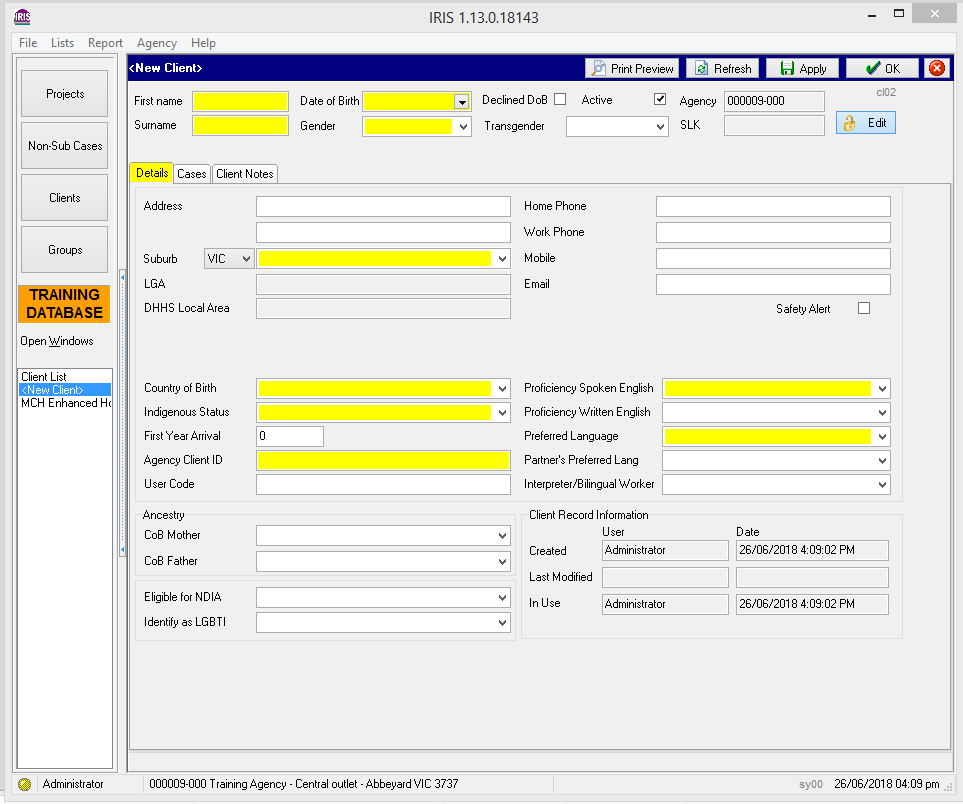 IRIS
IRIS 1.13.0.18143
File Lists Report Agency Help
<New Client>
Print Preview Refresh Apply OK
Projects
Non-Sub Cases
Clients
Groups
TRAINING
DATABASE
Open Windows
Client List
<New Client>
MCH Enhanced Ho
cl02
First name Date of Birth Declined DoB Active Agency 000009-000
Surname Gender Transgender SLK Edit
Details Cases Client Notes
Address Home Phone
Work Phone
Suburb VIC Mobile
LGA Email
DHHS Local Area Safety Alert
Country of Birth Proficiency Spoken English
Indigenous Status Proficiency Written English
First Year Arrival 0 Preferred Language
Agency Client ID Partner's Preferred Lang
User Code Interpreter/Bilingual Worker
Ancestry
CoB Mother
CoB Father
Eligible for NDIA
Identify as LGBTI
Client Record Information
User Date
Created Administrator 26/06/2018 4:09:02 PM
Last Modified
In Use Administrator 26/06/2018 4:09:02 PM
Administrator 000009-000 Training Agency - Central outlet - Abbeyard VIC 3737 sy00 26/06/2018 04:09 pm